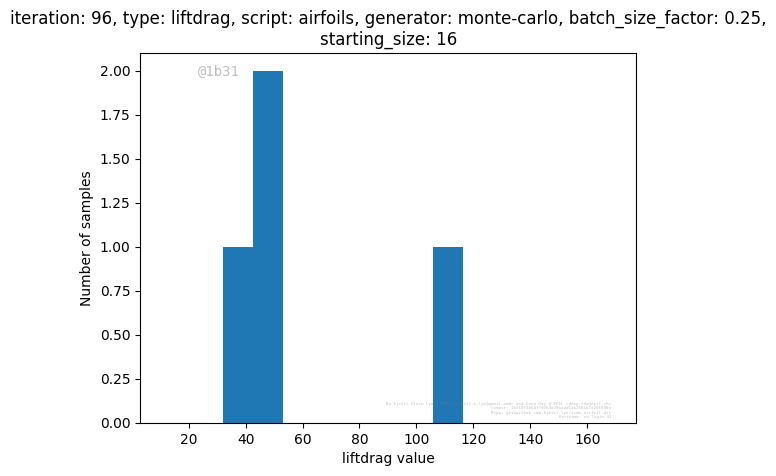 iteration: 96, type: liftdrag, script: airfoils, generator: monte-carlo, batch_size_factor: 0.25,
starting_size: 16
@1b31
2.00
1.75
1.50
1.25
1.00
0.75
0.50
0.25
0.00
Number of samples
20 40 60 80 100 120 140 160
liftdrag value